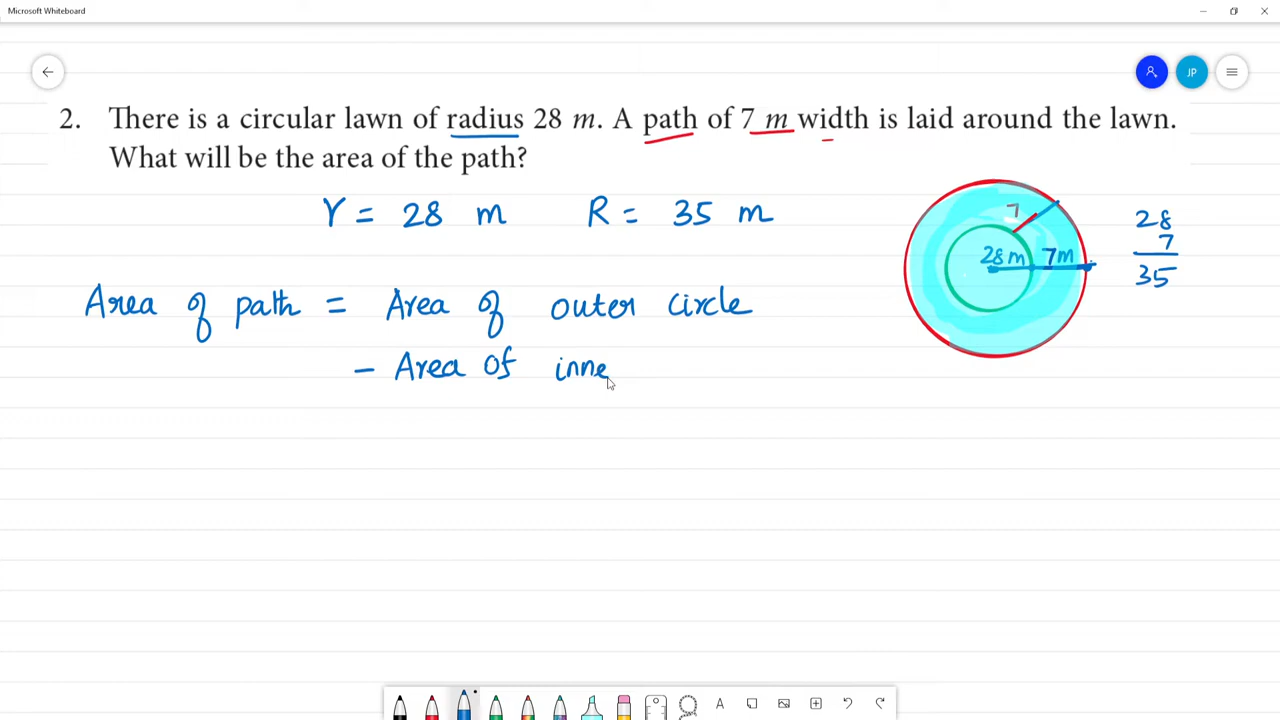 Microsoft Whiteboard
JP
2. There is a circular lawn of radius 28 m. A path of 7 m width is laid around the lawn.
What will be the area of the path?
r = 28 m R = 35 m
7
28 m 7m
28
7
35
Area of path = Area of outer circle
- Area of inne
A